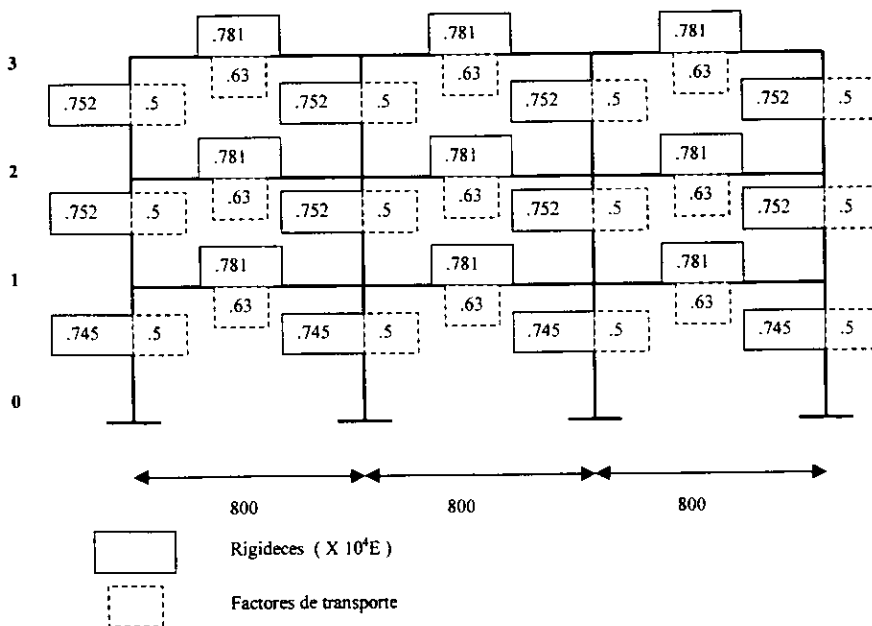 .781 .781 .781
3
.63 .63 .63
.752 .5 .752 .5 .752 .5 .752 .5
.781 .781 .781
2
.63 .63 .63
.752 .5 .752 .5 .752 .5 .752 .5
.781 .781 .781
1
.63 .63 .63
.745 .5 .745 .5 .745 .5 .745 .5
0
800 800 800
Rigideces ( X 10⁴E )
Factores de transporte